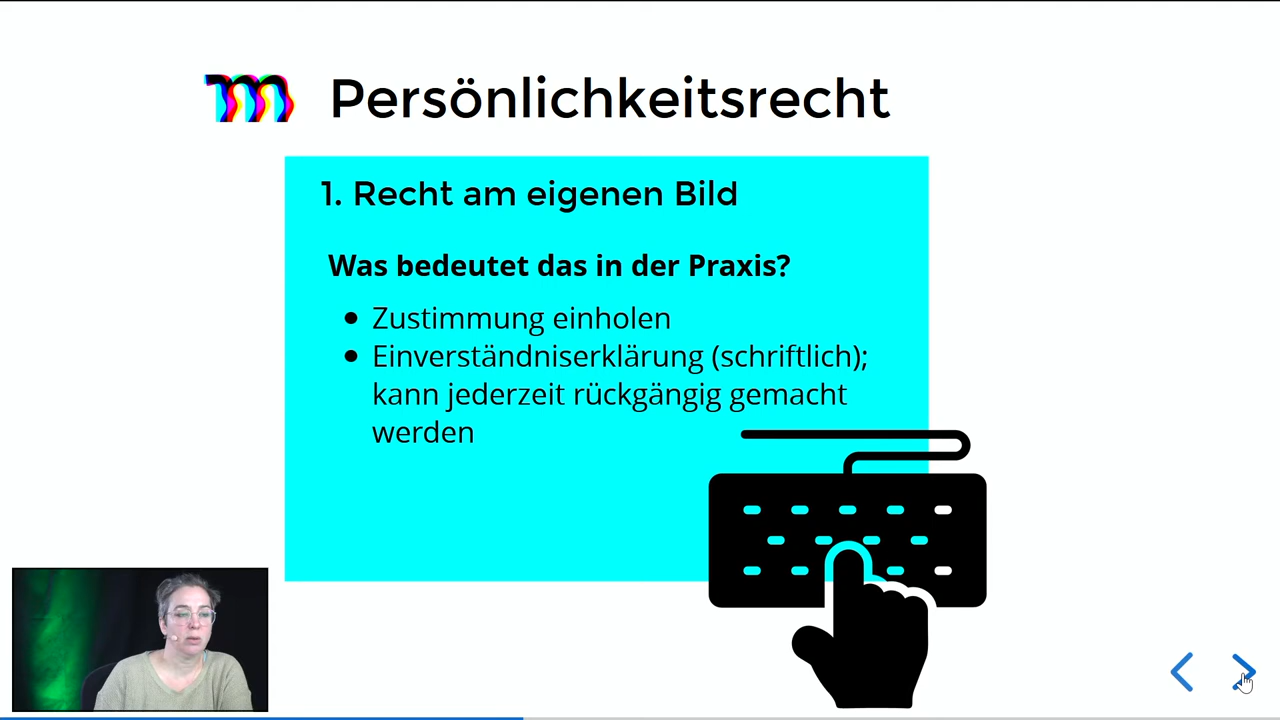 m Persönlichkeitsrecht
1. Recht am eigenen Bild
Was bedeutet das in der Praxis?
• Zustimmung einholen
• Einverständniserklärung (schriftlich);
kann jederzeit rückgängig gemacht
werden